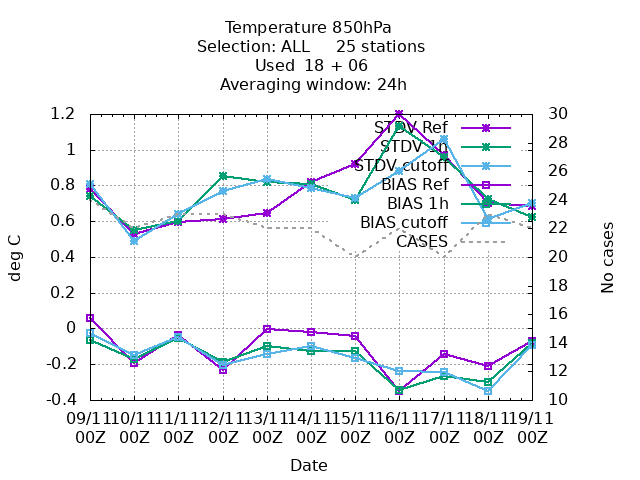 Temperature 850hPa
Selection: ALL 25 stations
Used 18 + 06
Averaging window: 24h
1.2
1
0.8
0.6
0.4
0.2
0
-0.2
-0.4
deg C
30
28
26
24
22
20
18
16
14
12
10
No cases
STDV Ref
STDV 1h
STDV cutoff
BIAS Ref
BIAS 1h
BIAS cutoff
CASES
09/11 10/11 11/11 12/11 13/11 14/11 15/11 16/11 17/11 18/11 19/11
00Z 00Z 00Z 00Z 00Z 00Z 00Z 00Z 00Z 00Z 00Z
Date